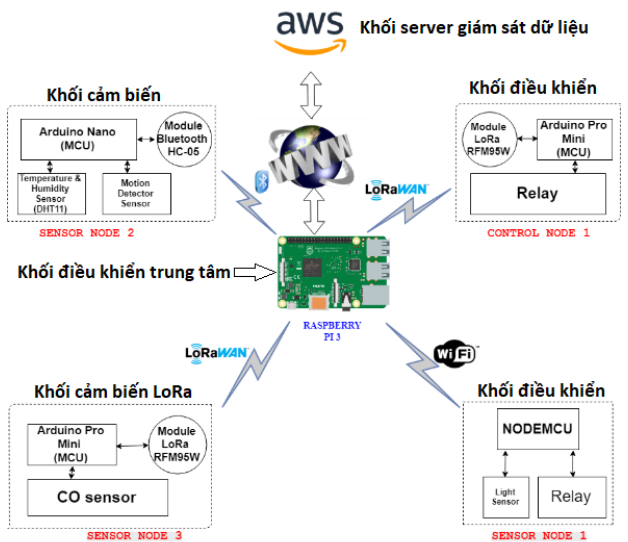 aws
Khối server giám sát dữ liệu
Khối cảm biến
Arduino Nano
(MCU)
Module
Bluetooth
HC-05
Temperature &
Humidity
Sensor
(DHT11)
Motion
Detector
Sensor
SENSOR NODE 2
WWW
Khối điều khiển
Module
LoRa
RFM95W
Arduino Pro
Mini
(MCU)
Relay
CONTROL NODE 1
LoRaWAN
Khối điều khiển trung tâm
RASPBERRY
PI 3
LoRaWAN
Wi Fi
Khối cảm biến LoRa
Arduino Pro
Mini
(MCU)
Module
LoRa
RFM95W
CO sensor
SENSOR NODE 3
Khối điều khiển
NODEMCU
Light
Sensor
Relay
SENSOR NODE 1